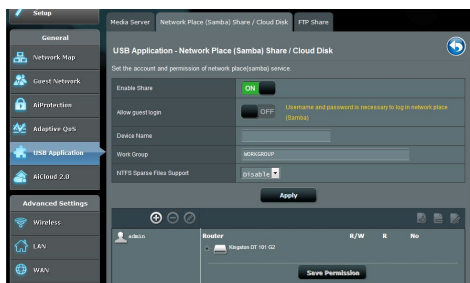 Setup
General
Network Map
Guest Network
AiProtection
Adaptive QoS
USB Application
AiCloud 2.0
Advanced Settings
Wireless
LAN
WAN
Media Server
Network Place (Samba) Share / Cloud Disk
FTP Share
USB Application - Network Place (Samba) Share / Cloud Disk
Set the account and permission of network place(samba) service.
Enable Share
ON
Allow guest login
OFF
Username and password is necessary to log in network place
(Samba)
Device Name
Work Group
WORKGROUP
NTFS Sparse Files Support
Disable
Apply
admin
Router
R/W
R
No
Kingston DT 101 G2
Save Permission